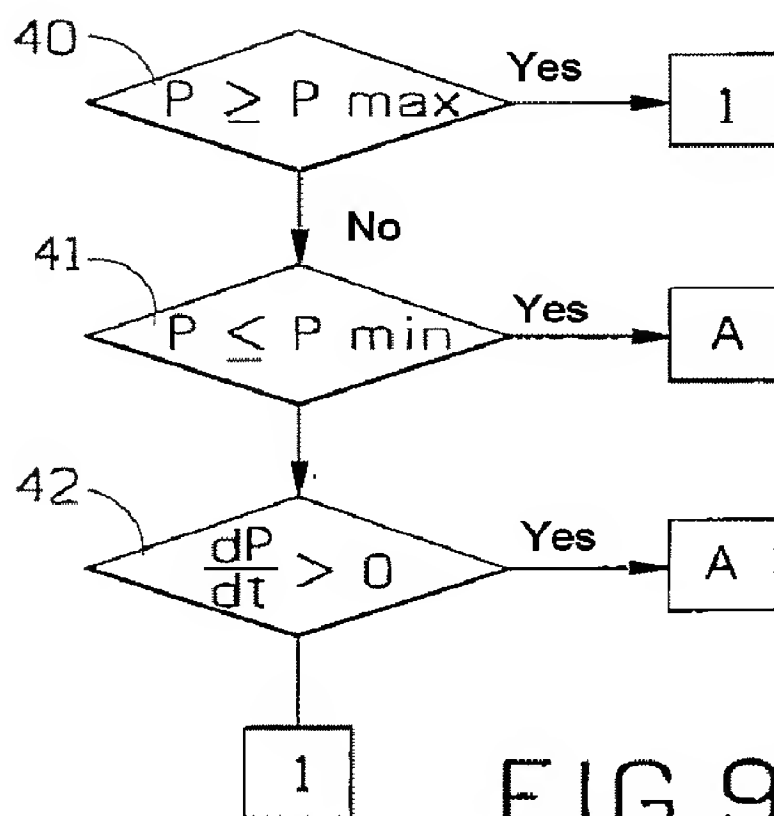 40
P ≥ P max
Yes
1
No
41
P ≤ P min
Yes
A
42
dP
dt
> 0
Yes
A
1
FIG 9